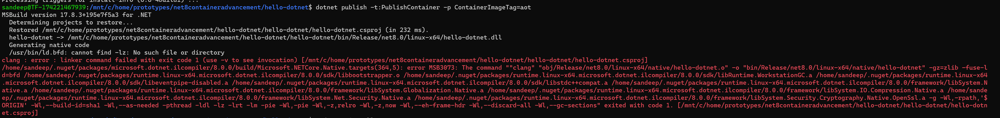 Processing triggers for install-info (6.8-4build1) ...
sandeep@TF-1742221467939:/mnt/c/home/prototypes/net8containeradvancement/hello-dotnet$ dotnet publish -t:PublishContainer -p ContainerImageTag=aot
MSBuild version 17.8.3+195e7f5a3 for .NET
  Determining projects to restore...
  Restored /mnt/c/home/prototypes/net8containeradvancement/hello-dotnet/hello-dotnet/hello-dotnet.csproj (in 232 ms).
  hello-dotnet -> /mnt/c/home/prototypes/net8containeradvancement/hello-dotnet/hello-dotnet/bin/Release/net8.0/linux-x64/hello-dotnet.dll
  Generating native code
  /usr/bin/ld.bfd: cannot find -lz: No such file or directory
clang : error : linker command failed with exit code 1 (use -v to see invocation) [/mnt/c/home/prototypes/net8containeradvancement/hello-dotnet/hello-dotnet/hello-dotnet.csproj]
/home/sandeep/.nuget/packages/microsoft.dotnet.ilcompiler/8.0.0/build/Microsoft.NETCore.Native.targets(364,5): error MSB3073: The command ""clang" "obj/Release/net8.0/linux-x64/native/hello-dotnet.o" -o "bin/Release/net8.0/linux-x64/native/hello-dotnet" -gz=zlib -fuse-l
d=bfd /home/sandeep/.nuget/packages/runtime.linux-x64.microsoft.dotnet.ilcompiler/8.0.0/sdk/libbootstrapper.o /home/sandeep/.nuget/packages/runtime.linux-x64.microsoft.dotnet.ilcompiler/8.0.0/sdk/libRuntime.WorkstationGC.a /home/sandeep/.nuget/packages/runtime.linux-x64
.microsoft.dotnet.ilcompiler/8.0.0/sdk/libeventpipe-disabled.a /home/sandeep/.nuget/packages/runtime.linux-x64.microsoft.dotnet.ilcompiler/8.0.0/sdk/libstdc++compat.a /home/sandeep/.nuget/packages/runtime.linux-x64.microsoft.dotnet.ilcompiler/8.0.0/framework/libSystem.N
ative.a /home/sandeep/.nuget/packages/runtime.linux-x64.microsoft.dotnet.ilcompiler/8.0.0/framework/libSystem.Globalization.Native.a /home/sandeep/.nuget/packages/runtime.linux-x64.microsoft.dotnet.ilcompiler/8.0.0/framework/libSystem.IO.Compression.Native.a /home/sande
ep/.nuget/packages/runtime.linux-x64.microsoft.dotnet.ilcompiler/8.0.0/framework/libSystem.Net.Security.Native.a /home/sandeep/.nuget/packages/runtime.linux-x64.microsoft.dotnet.ilcompiler/8.0.0/framework/libSystem.Security.Cryptography.Native.OpenSsl.a -g -Wl,-rpath,'$
ORIGIN' -Wl,--build-id=sha1 -Wl,--as-needed -pthread -ldl -lz -lrt -lm -pie -Wl,-pie -Wl,-z,relro -Wl,-z,now -Wl,--eh-frame-hdr -Wl,--discard-all -Wl,--gc-sections" exited with code 1. [/mnt/c/home/prototypes/net8containeradvancement/hello-dotnet/hello-dotnet/hello-dotn
et.csproj]